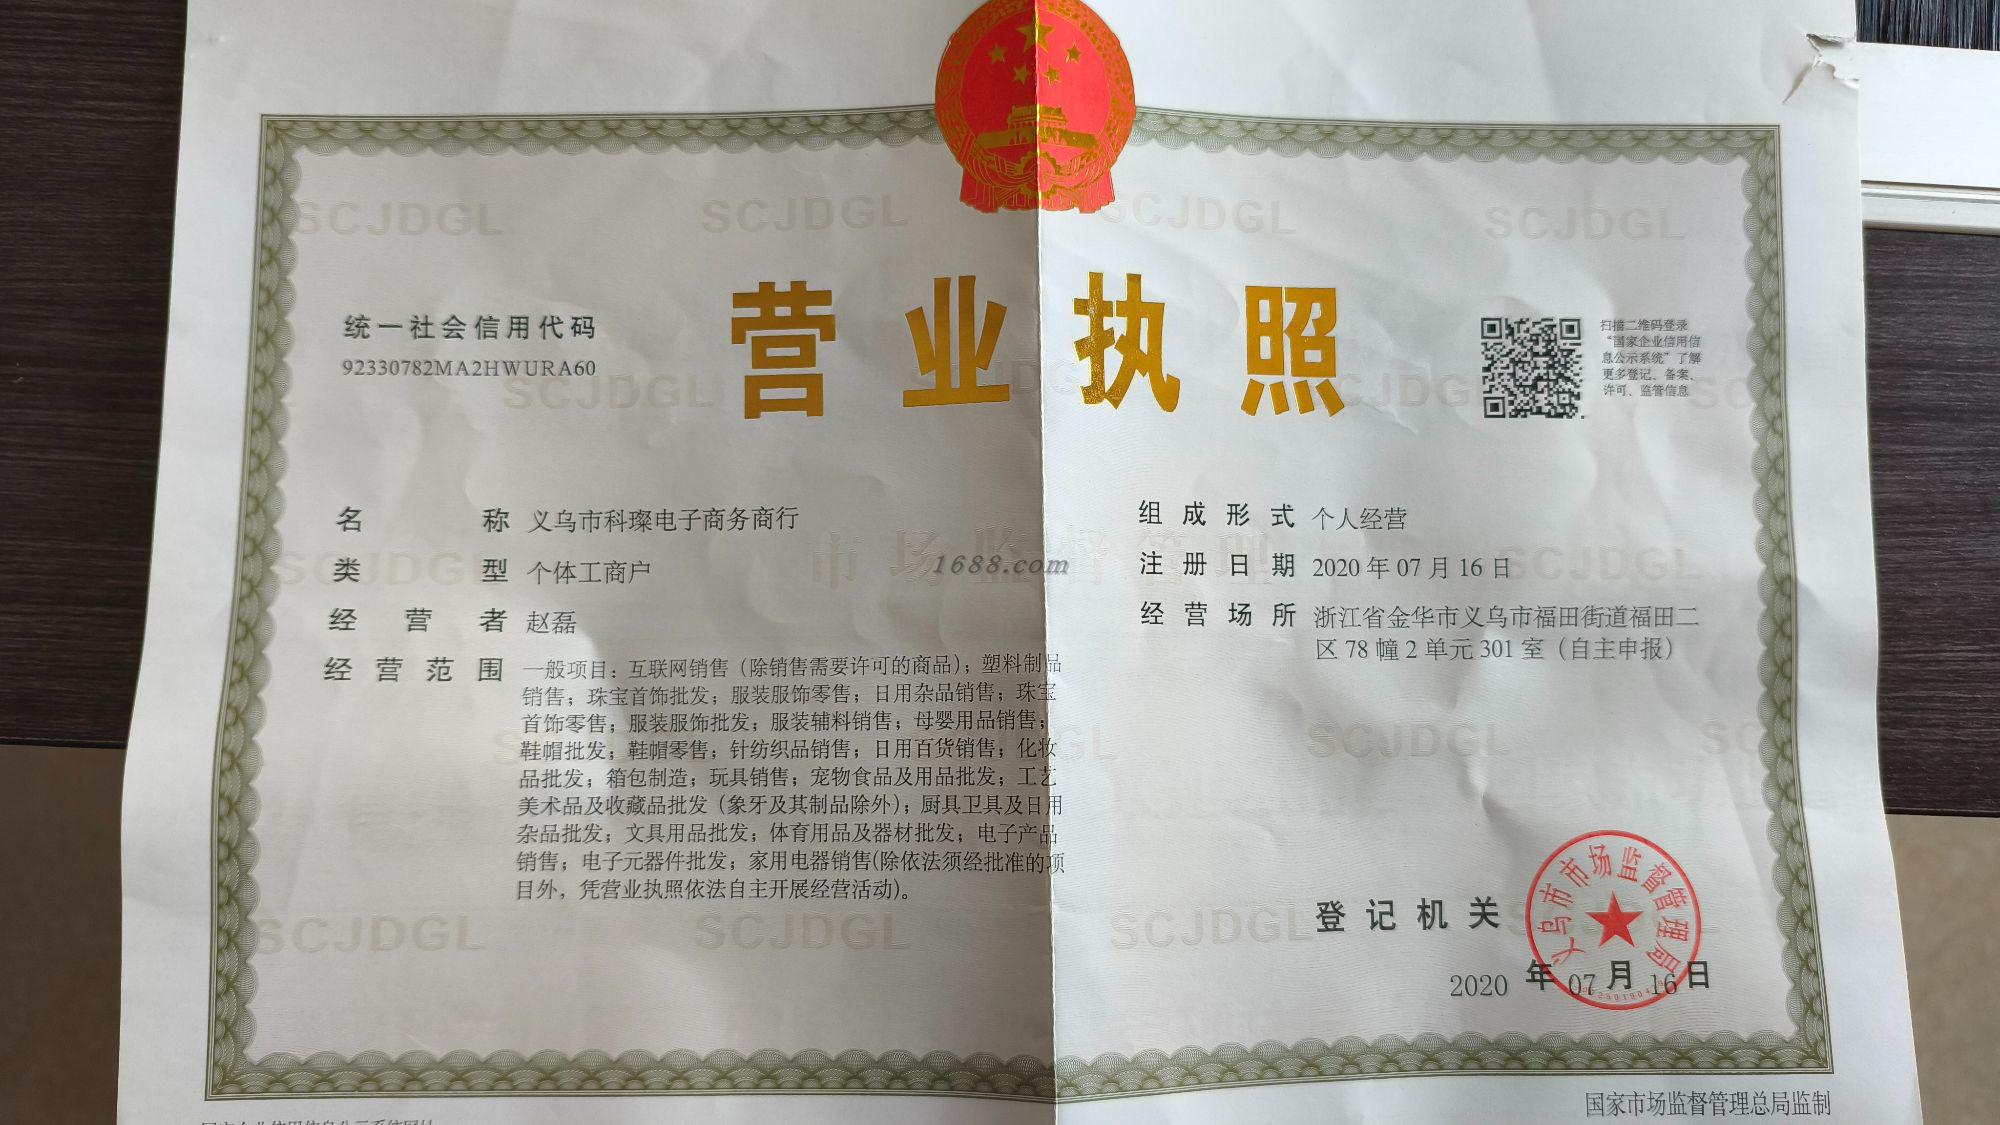 SCJDGL SCJDGL SCJDGL SCJDGL
营业执照
统一社会信用代码
92330782MA2HWURA60
扫描二维码登录
“国家企业信用信
息公示系统”了解
更多登记、备案、
许可、监管信息
SCJDGL
名称 义乌市科璨电子商务商行
类型 个体工商户
经营者 赵磊
经营范围 一般项目：互联网销售（除销售需要许可的商品）；塑料制品
销售；珠宝首饰批发；服装服饰零售；日用杂品销售；珠宝
首饰零售；服装服饰批发；服装辅料销售；母婴用品销售；
鞋帽批发；鞋帽零售；针纺织品销售；日用百货销售；化妆
品批发；箱包制造；玩具销售；宠物食品及用品批发；工艺
美术品及收藏品批发（象牙及其制品除外）；厨具卫具及日用
杂品批发；文具用品批发；体育用品及器材批发；电子产品
销售；电子元器件批发；家用电器销售(除依法须经批准的项
目外，凭营业执照依法自主开展经营活动)。
组成形式 个人经营
注册日期 2020年07月16日
经营场所 浙江省金华市义乌市福田街道福田二
区78幢2单元301室（自主申报）
市场监督管理
1688.com
SCJDGL SCJDGL
SCJDGL
SCJDGL SCJDGL SCJDGL
登记机关
义乌市市场监督管理局
2020年07月16日
国家市场监督管理总局监制